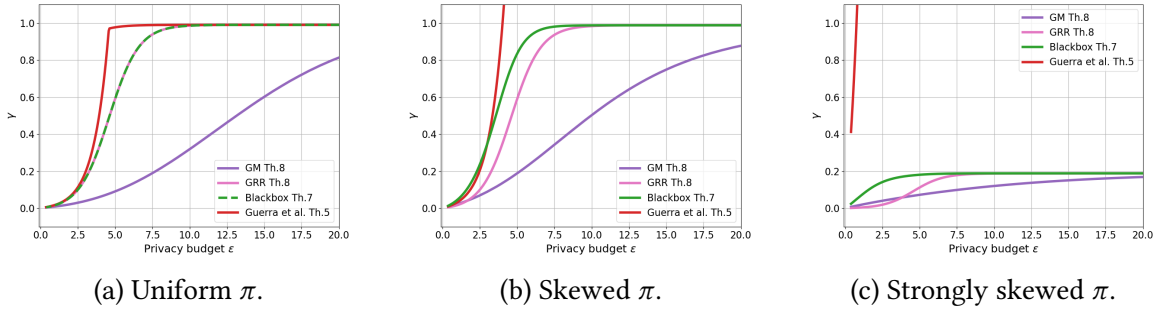 1.0
0.8
0.6
0.4
0.2
0.0
γ
0.0 2.5 5.0 7.5 10.0 12.5 15.0 17.5 20.0
Privacy budget ε
GM Th.8
GRR Th.8
Blackbox Th.7
Guerra et al. Th.5
(a) Uniform π.
1.0
0.8
0.6
0.4
0.2
0.0
γ
0.0 2.5 5.0 7.5 10.0 12.5 15.0 17.5 20.0
Privacy budget ε
GM Th.8
GRR Th.8
Blackbox Th.7
Guerra et al. Th.5
(b) Skewed π.
1.0
0.8
0.6
0.4
0.2
0.0
γ
0.0 2.5 5.0 7.5 10.0 12.5 15.0 17.5 20.0
Privacy budget ε
GM Th.8
GRR Th.8
Blackbox Th.7
Guerra et al. Th.5
(c) Strongly skewed π.